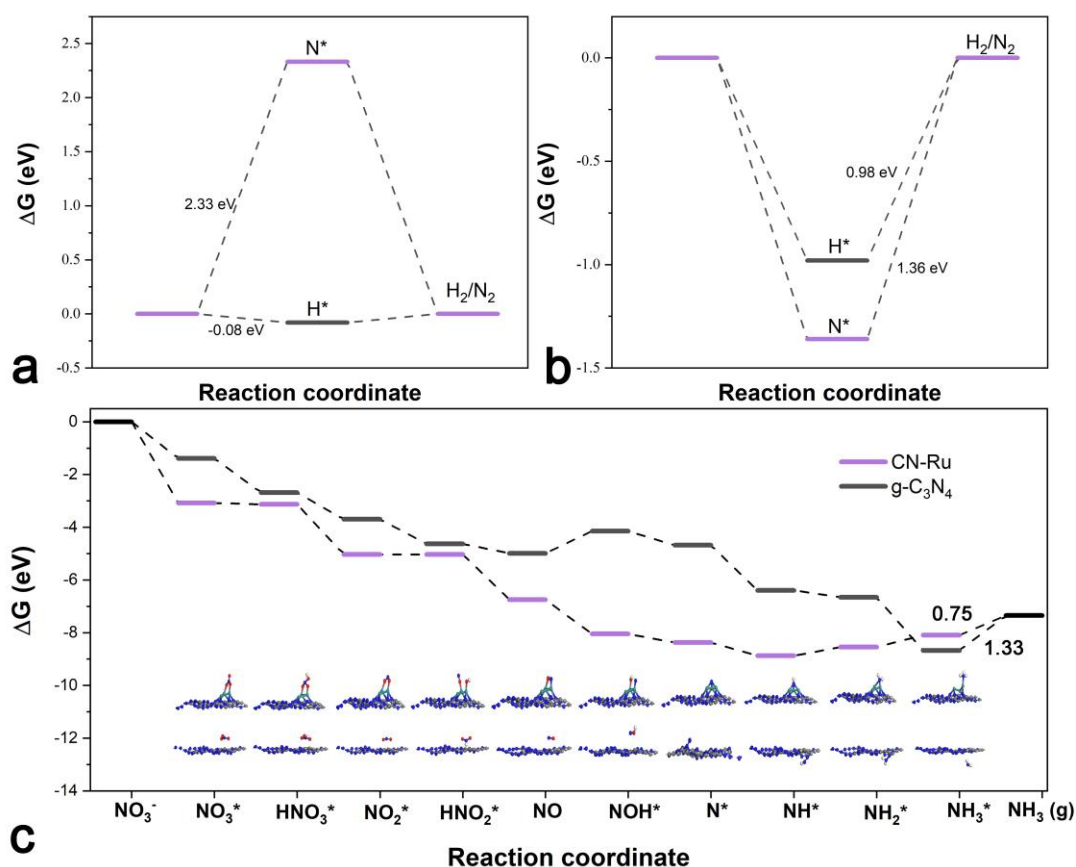 N*
2.5
2.0
1.5
1.0
0.5
0.0
-0.5
ΔG (eV)
2.33 eV
H₂/N₂
H*
-0.08 eV
a
Reaction coordinate
H₂/N₂
0.0
-0.5
-1.0
-1.5
ΔG (eV)
0.98 eV
H*
1.36 eV
N*
b
Reaction coordinate
0
-2
-4
-6
-8
-10
-12
-14
ΔG (eV)
CN-Ru
g-C₃N₄
0.75
1.33
NO₃⁻ NO₃* HNO₃* NO₂* HNO₂* NO NOH* N* NH* NH₂* NH₃* NH₃ (g)
c
Reaction coordinate